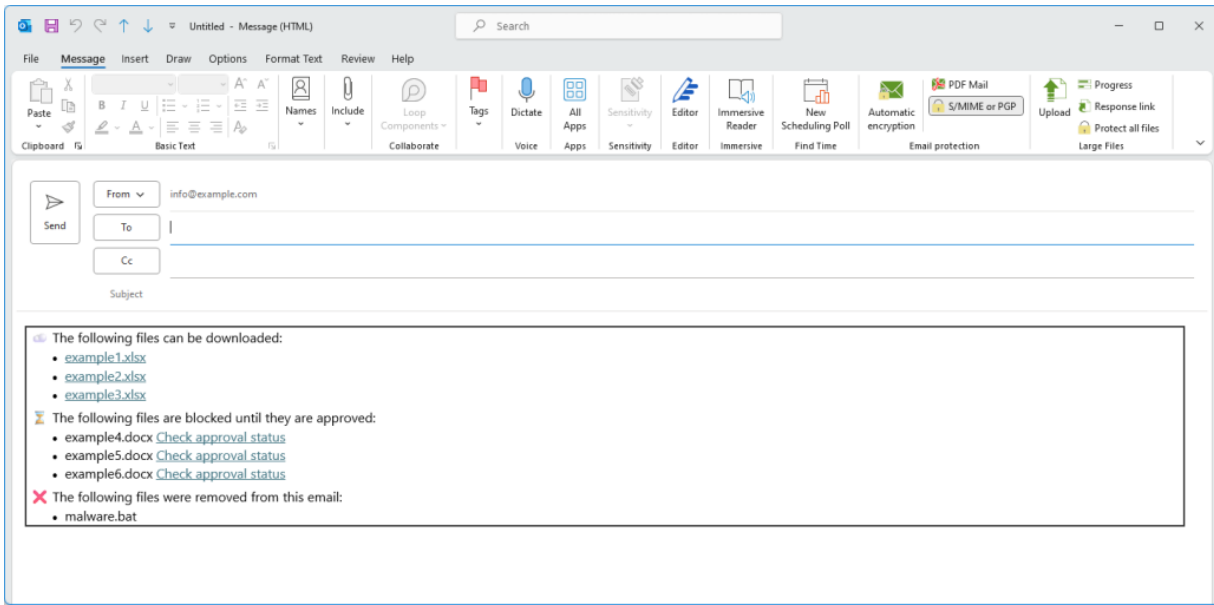 Untitled - Message (HTML)
Search
File Message Insert Draw Options Format Text Review Help
Paste
B I U
A
Names
Include
Loop Components
Tags
Dictate
All Apps
Sensitivity
Editor
Immersive Reader
New Scheduling Poll
Automatic encryption
PDF Mail
S/MIME or PGP
Upload
Progress
Response link
Protect all files
Clipboard
Basic Text
Collaborate
Voice
Apps
Sensitivity
Editor
Immersive
Find Time
Email protection
Large Files
Send
From
info@example.com
To
Cc
Subject
The following files can be downloaded:
• example1.xlsx
• example2.xlsx
• example3.xlsx
The following files are blocked until they are approved:
• example4.docx Check approval status
• example5.docx Check approval status
• example6.docx Check approval status
The following files were removed from this email:
• malware.bat